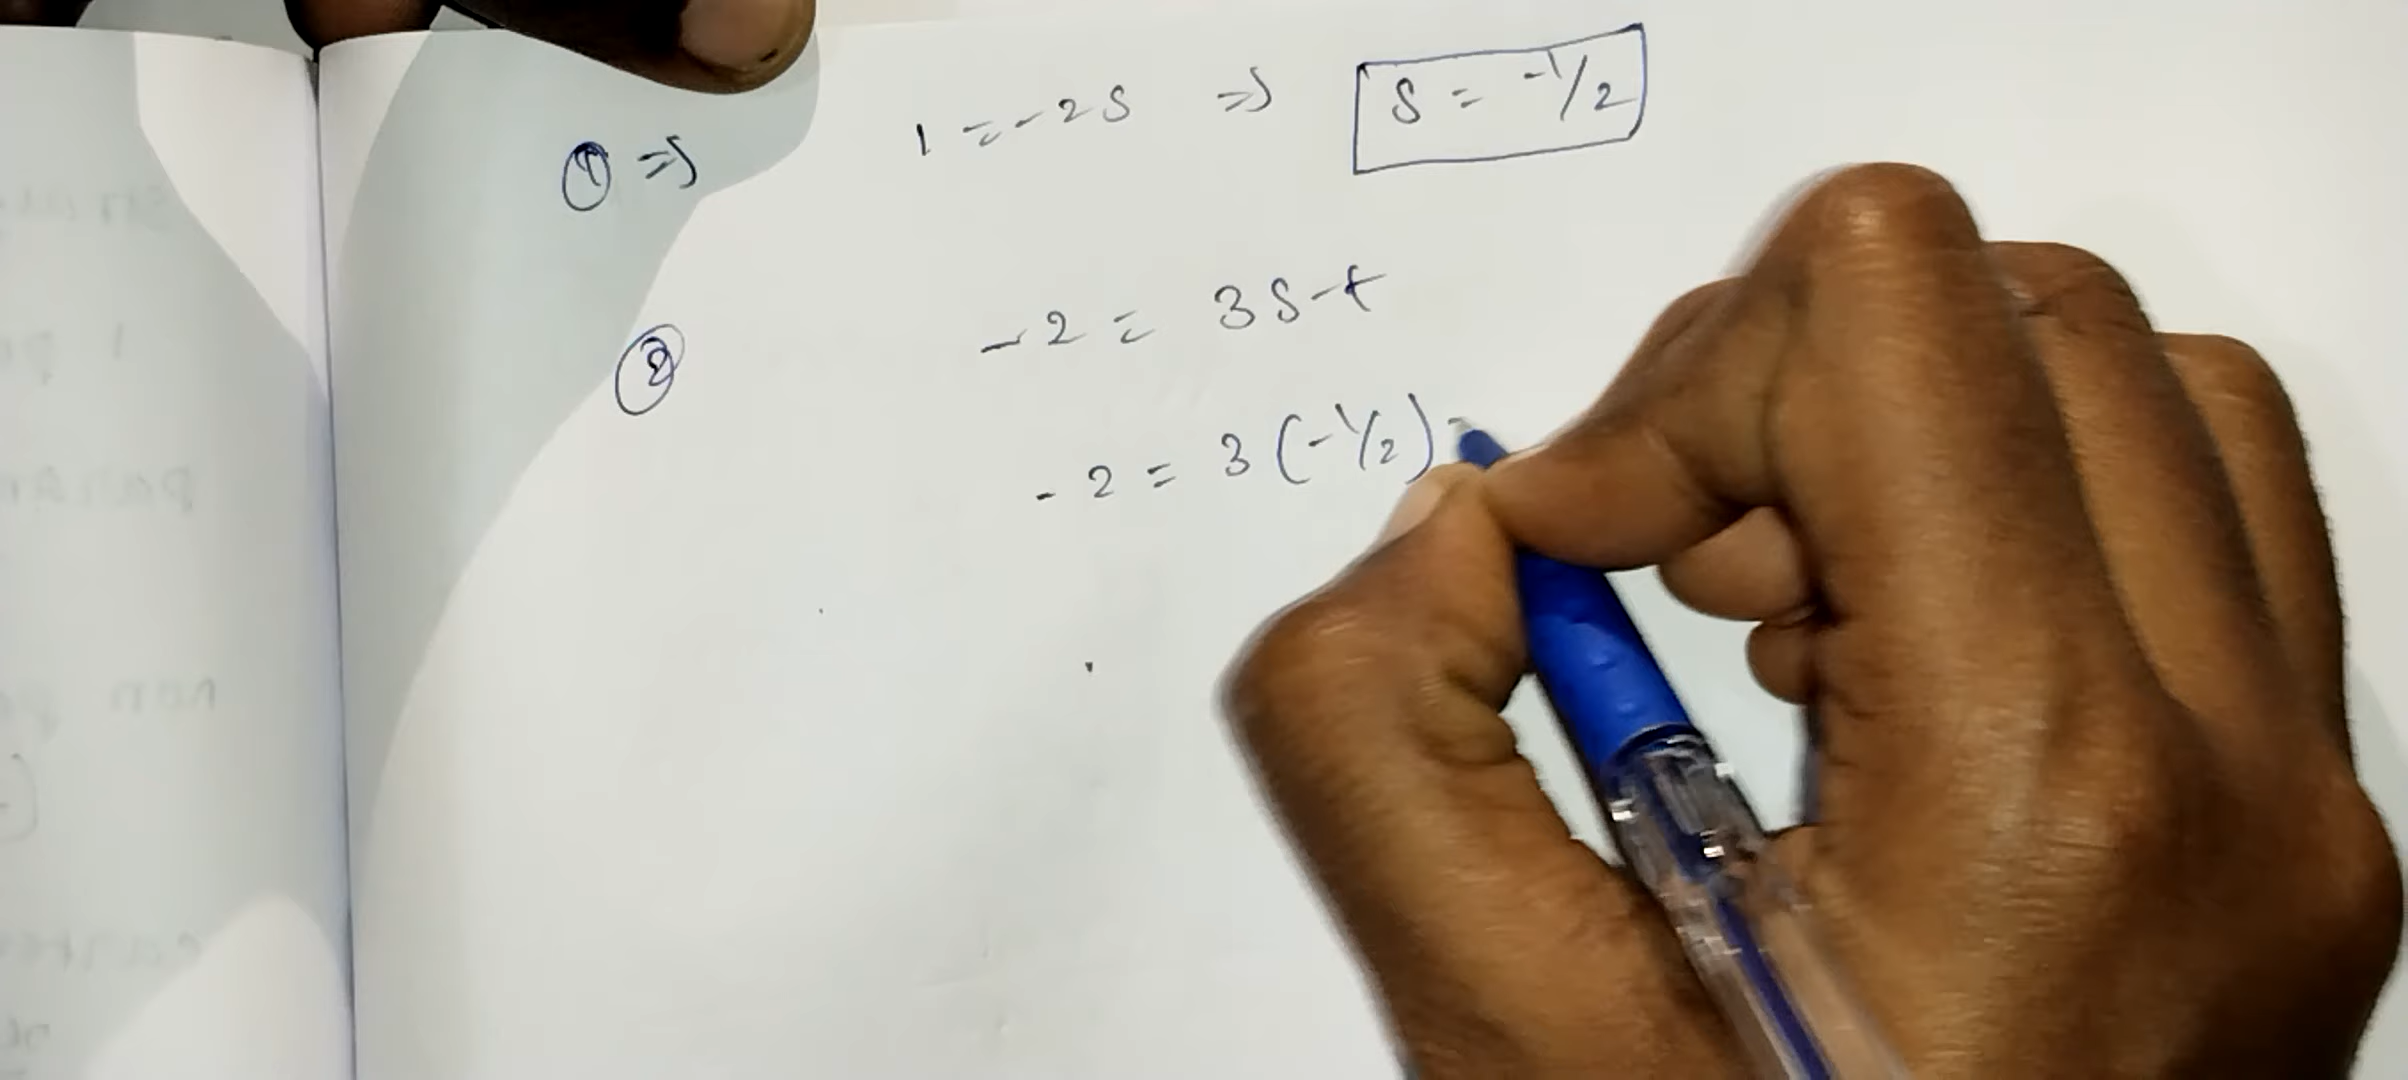 ① => 1 = -2s => s = -1/2
② -2 = 3s-t
-2 = 3(-1/2) -